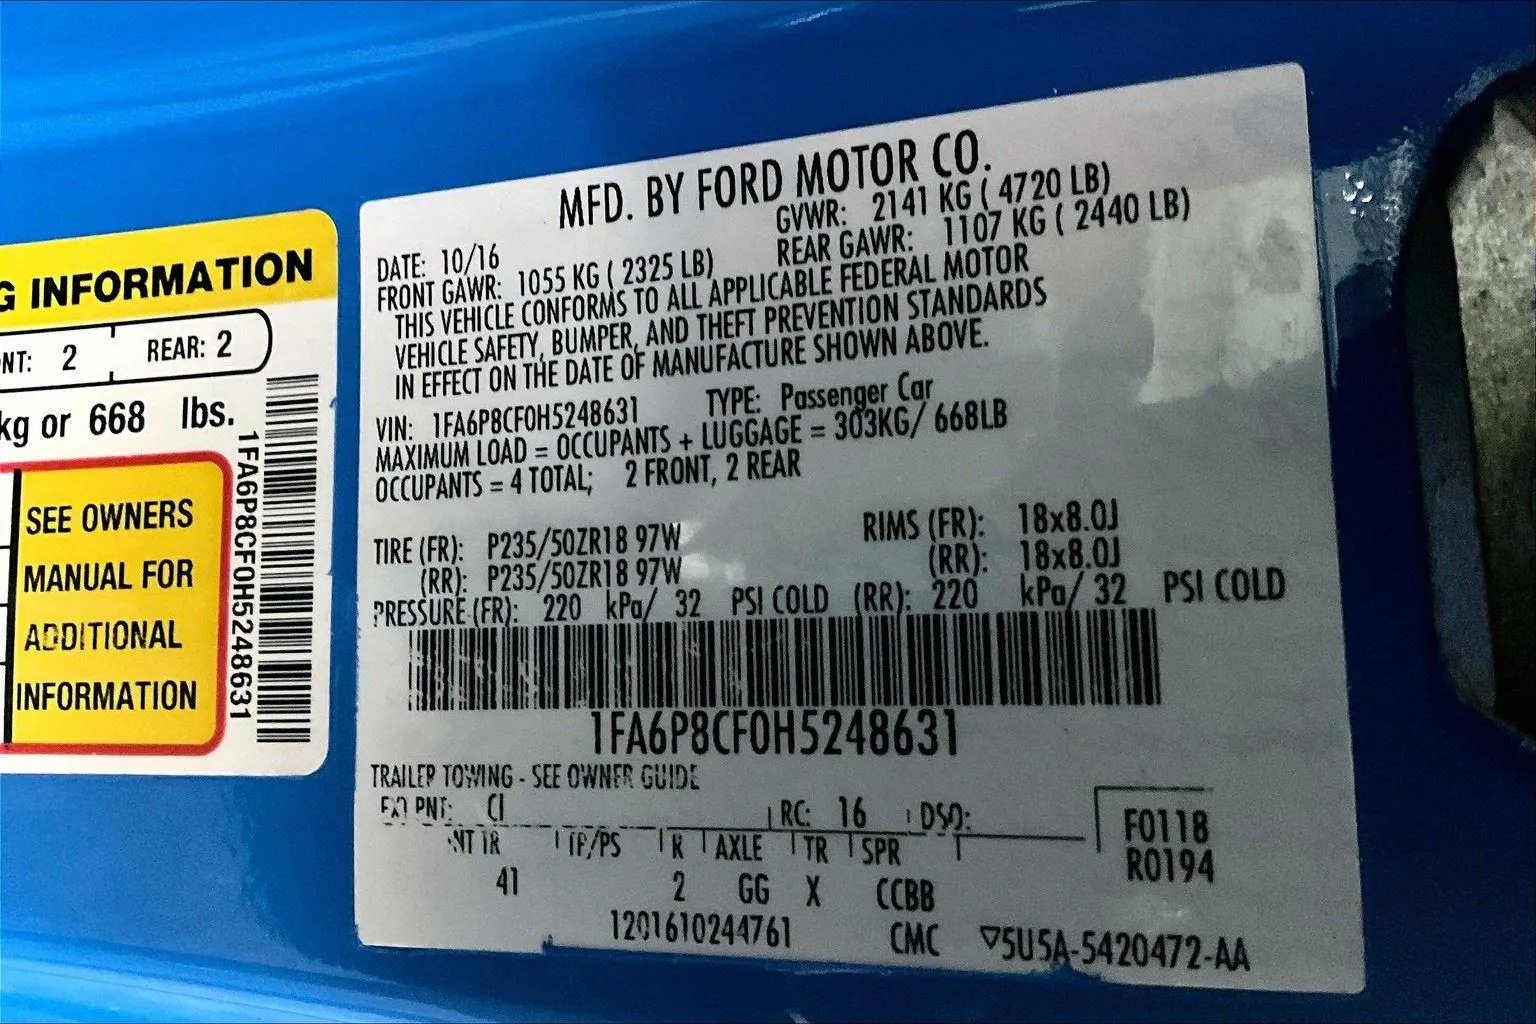 G INFORMATION
NT: 2 REAR: 2
kg or 668 lbs.
SEE OWNERS
MANUAL FOR
ADDITIONAL
INFORMATION
1FA6P8CF0H5248631
MFD. BY FORD MOTOR CO.
DATE: 10/16 GVWR: 2141 KG ( 4720 LB)
FRONT GAWR: 1055 KG ( 2325 LB) REAR GAWR: 1107 KG ( 2440 LB)
THIS VEHICLE CONFORMS TO ALL APPLICABLE FEDERAL MOTOR
VEHICLE SAFETY, BUMPER, AND THEFT PREVENTION STANDARDS
IN EFFECT ON THE DATE OF MANUFACTURE SHOWN ABOVE.
VIN: 1FA6P8CF0H5248631 TYPE: Passenger Car
MAXIMUM LOAD = OCCUPANTS + LUGGAGE = 303KG/ 668LB
OCCUPANTS = 4 TOTAL; 2 FRONT, 2 REAR
TIRE (FR): P235/50ZR18 97W RIMS (FR): 18x8.0J
(RR): P235/50ZR18 97W (RR): 18x8.0J
PRESSURE (FR): 220 kPa/ 32 PSI COLD (RR): 220 kPa/ 32 PSI COLD
1FA6P8CF0H5248631
TRAILER TOWING - SEE OWNER GUIDE
EXT PNT: CI RC: 16 DSO: F0118
INT TR TP/PS R AXLE TR SPR R0194
41 2 GG X CCBB
1201610244761 CMC ▽5U5A-5420472-AA